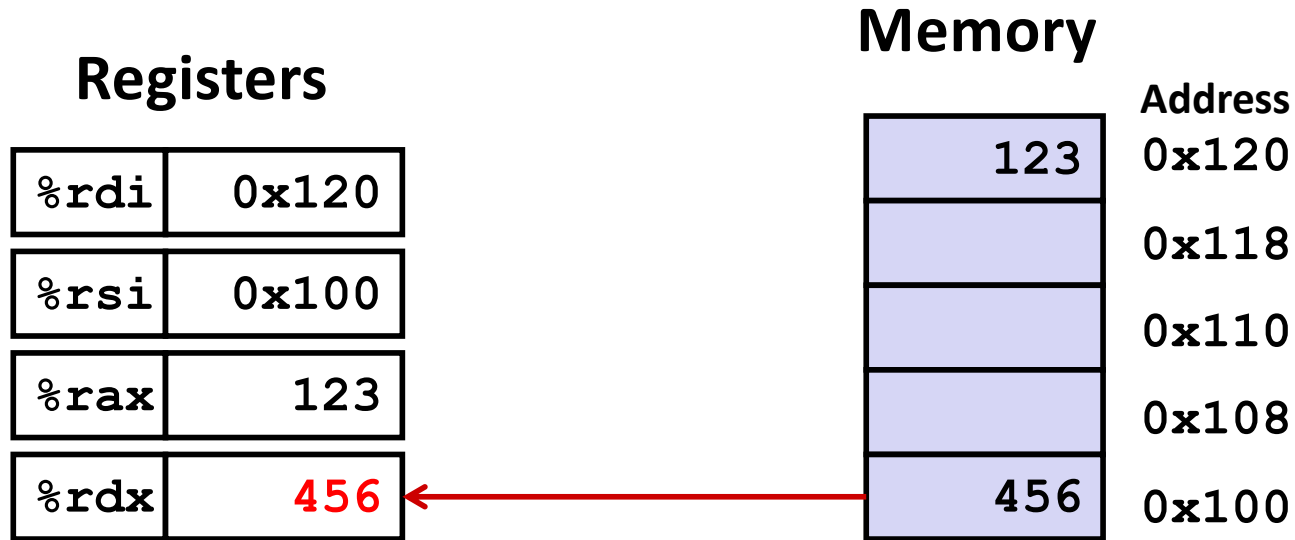 Registers
%rdi 0x120
%rsi 0x100
%rax 123
%rdx 456
Memory
Address
123 0x120
0x118
0x110
0x108
456 0x100